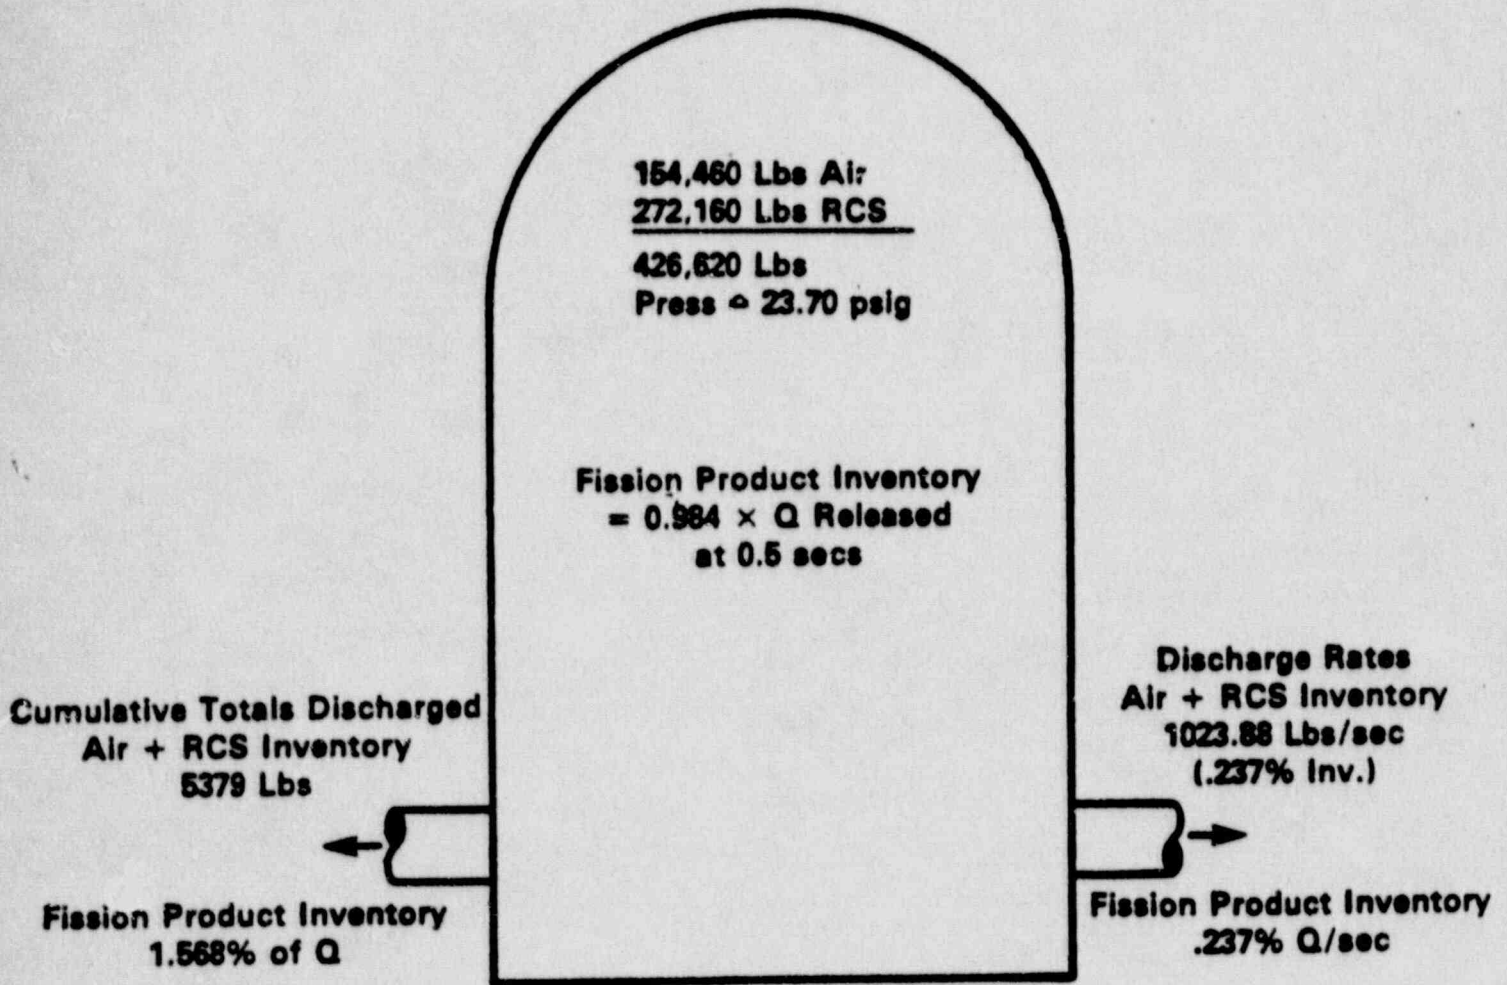 154,460 Lbs Air
272,160 Lbs RCS
426,620 Lbs
Press ≏ 23.70 psig
Fission Product Inventory
= 0.984 × Q Released
at 0.5 secs
Cumulative Totals Discharged
Air + RCS Inventory
5379 Lbs
Fission Product Inventory
1.568% of Q
Discharge Rates
Air + RCS Inventory
1023.88 Lbs/sec
(.237% Inv.)
Fission Product Inventory
.237% Q/sec